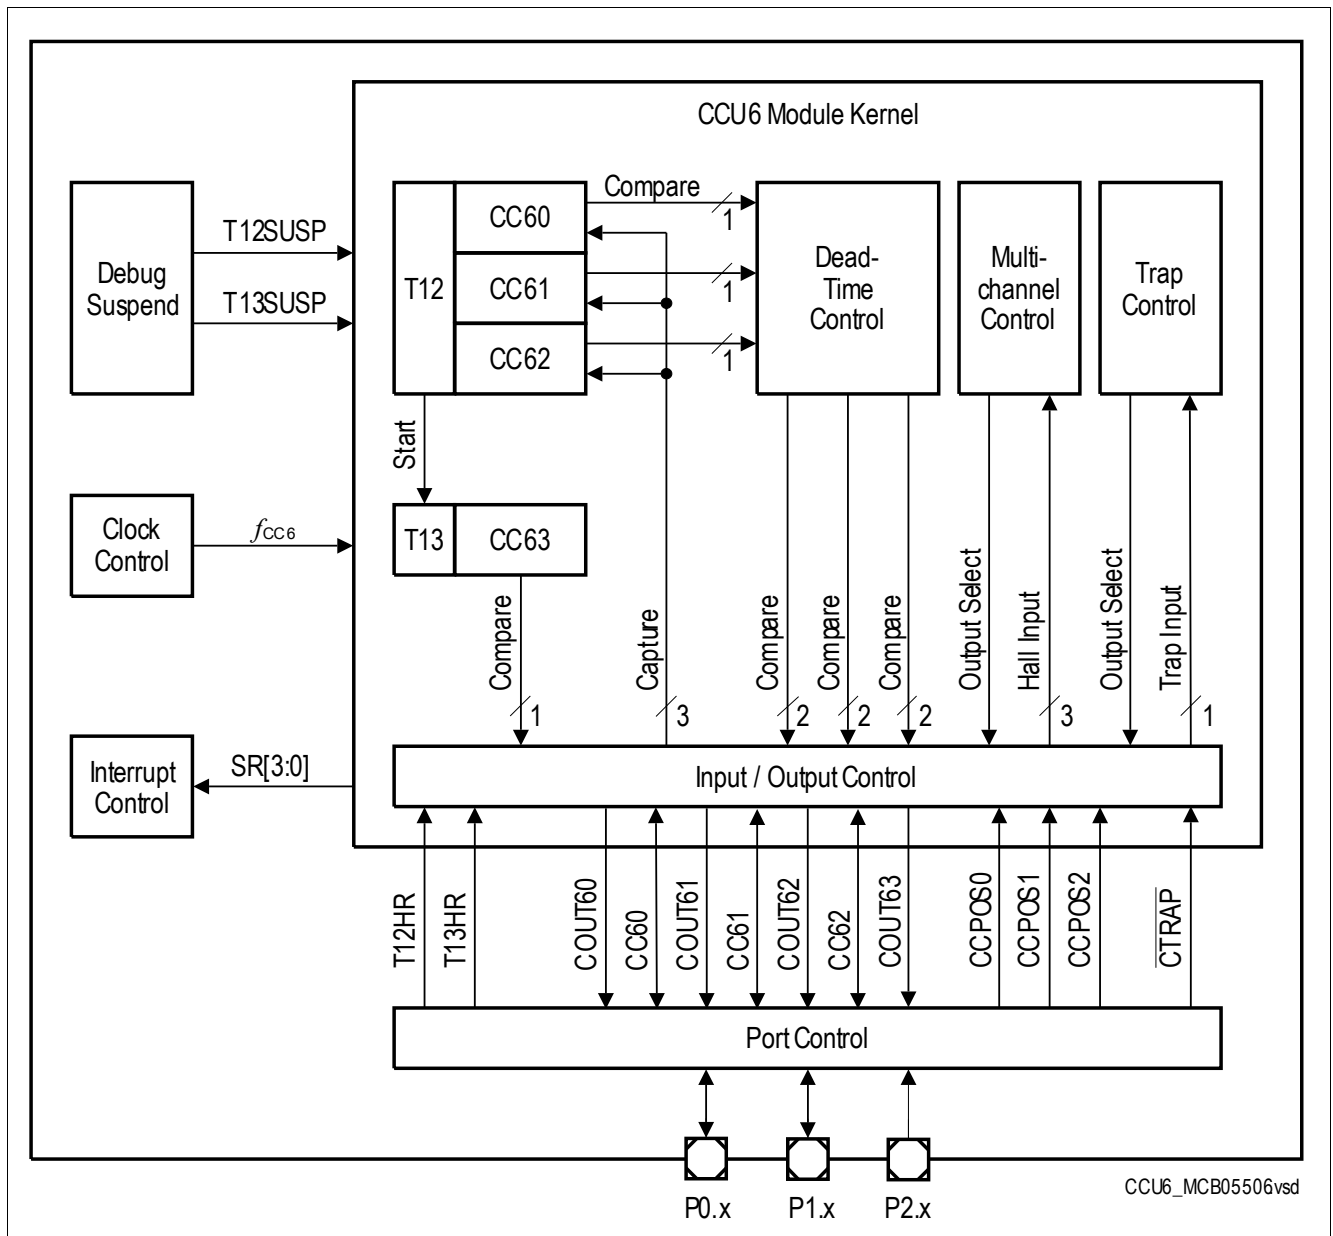 CCU6 Module Kernel
Debug
Suspend
T12SUSP
T13SUSP
T12
CC60
CC61
CC62
Compare
1
1
1
Dead-
Time
Control
Multi-
channel
Control
Trap
Control
Start
Clock
Control
fCC6
T13
CC63
Compare
1
Capture
3
Compare
2
Compare
2
Compare
2
Output Select
Hall Input
3
Output Select
Trap Input
1
Interrupt
Control
SR[3:0]
Input / Output Control
T12HR
T13HR
COUT60
CC60
COUT61
CC61
COUT62
CC62
COUT63
CCPOS0
CCPOS1
CCPOS2
CTRAP
Port Control
P0.x
P1.x
P2.x
CCU6_MCB05506.vsd